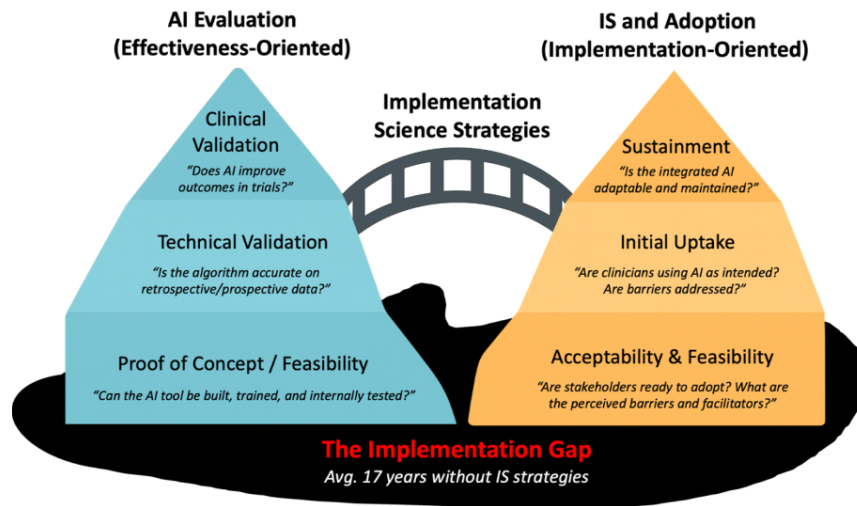 AI Evaluation
(Effectiveness-Oriented)
Clinical
Validation
“Does AI improve
outcomes in trials?”
Technical Validation
“Is the algorithm accurate on
retrospective/prospective data?”
Proof of Concept / Feasibility
“Can the AI tool be built, trained, and internally tested?”
Implementation
Science Strategies
IS and Adoption
(Implementation-Oriented)
Sustainment
“Is the integrated AI
adaptable and maintained?”
Initial Uptake
“Are clinicians using AI as intended?
Are barriers addressed?”
Acceptability & Feasibility
“Are stakeholders ready to adopt? What are
the perceived barriers and facilitators?”
The Implementation Gap
Avg. 17 years without IS strategies